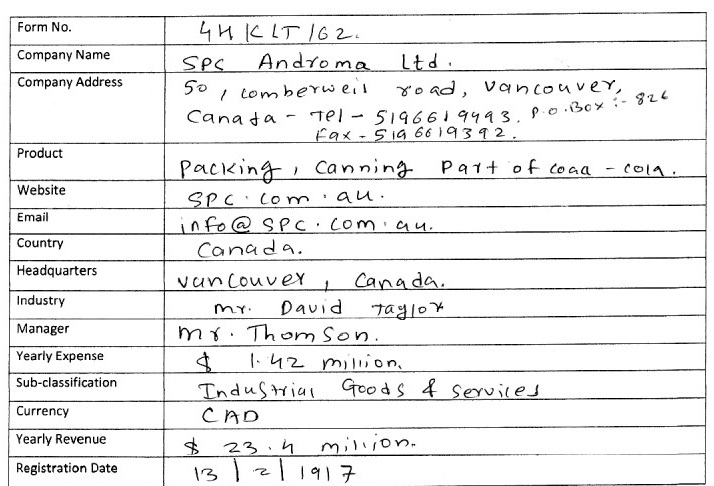 Form No. 4HKLT162.
Company Name SPC Androma Ltd.
Company Address 50, comberweil road, vancouver,
Canada - Tel - 5196619493. P.O.Box :- 826
Fax - 5196619392.
Product Packing, Canning Part of coaa - cola.
Website spc.com.au.
Email info@spc.com.au.
Country Canada.
Headquarters vancouver, Canada.
Industry mr. David Taylor
Manager Mr. Thomson.
Yearly Expense $ 1.42 million.
Sub-classification Industrial Goods & Services
Currency CAD
Yearly Revenue $ 23.4 million.
Registration Date 13/2/1917